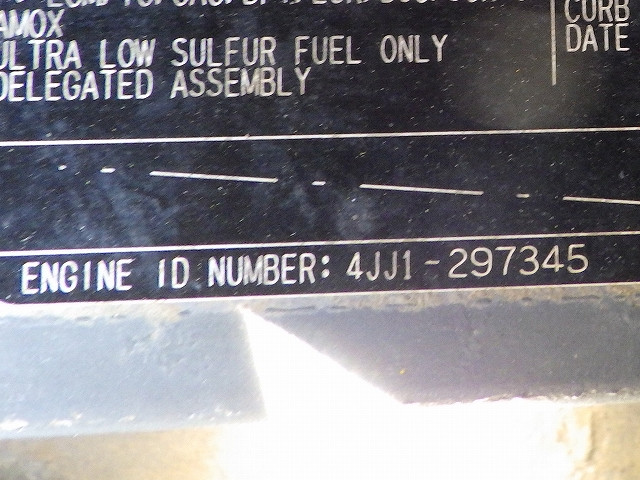 AMOX
ULTRA LOW SULFUR FUEL ONLY
DELEGATED ASSEMBLY
CURB
DATE
ENGINE ID NUMBER: 4JJ1-297345